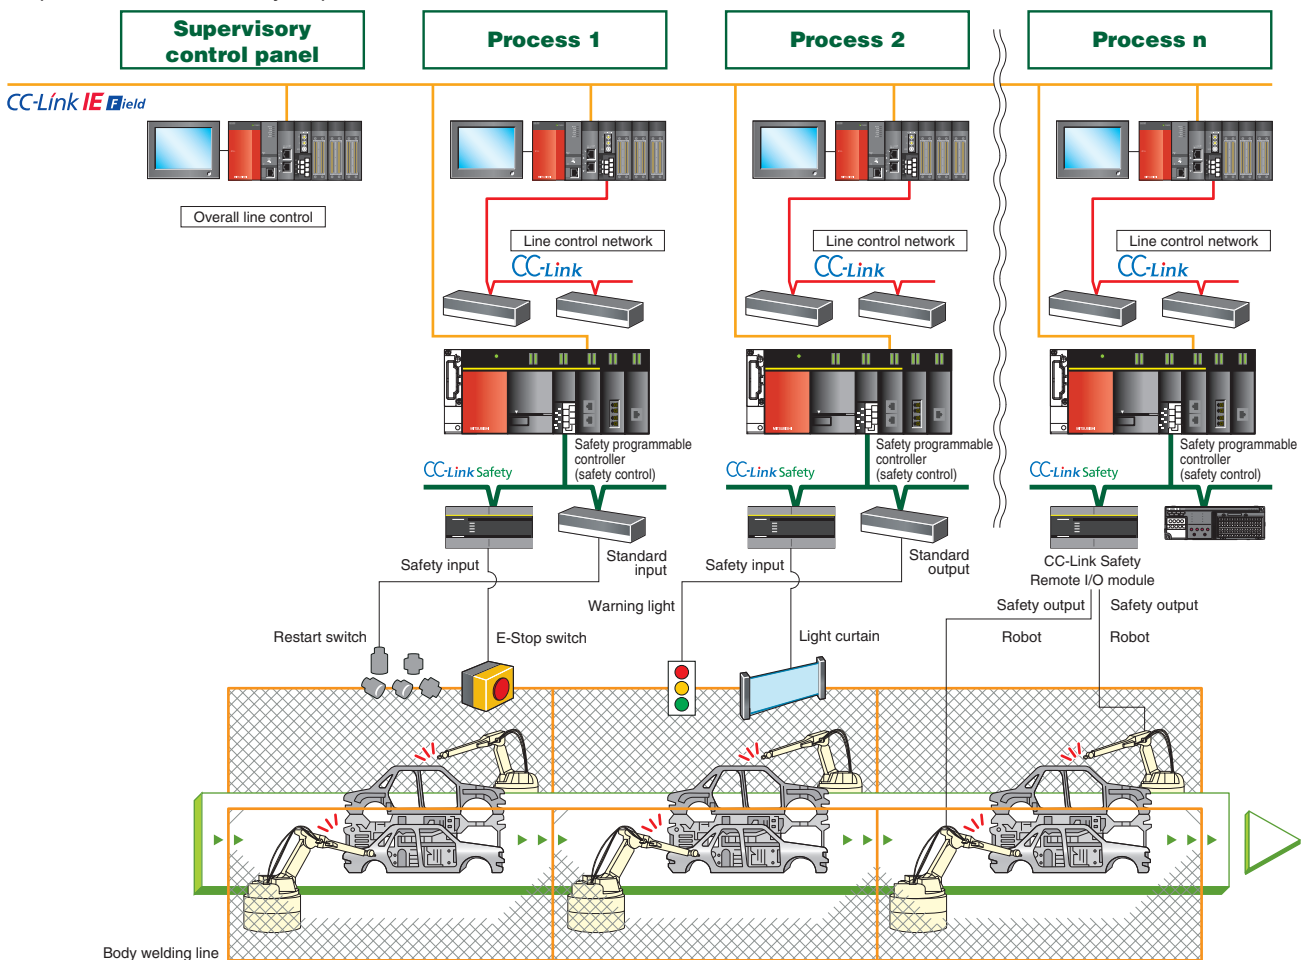 Supervisory
control panel
Process 1
Process 2
Process n
CC-Link IE Field
Overall line control
Line control network
CC-Link
Line control network
CC-Link
Line control network
CC-Link
Safety programmable
controller
(safety control)
CC-Link Safety
Safety programmable
controller
(safety control)
CC-Link Safety
Safety programmable
controller
(safety control)
CC-Link Safety
Safety input
Standard
input
Safety input
Standard
output
CC-Link Safety
Remote I/O module
Warning light
Safety output
Safety output
Restart switch
E-Stop switch
Light curtain
Robot
Robot
Body welding line